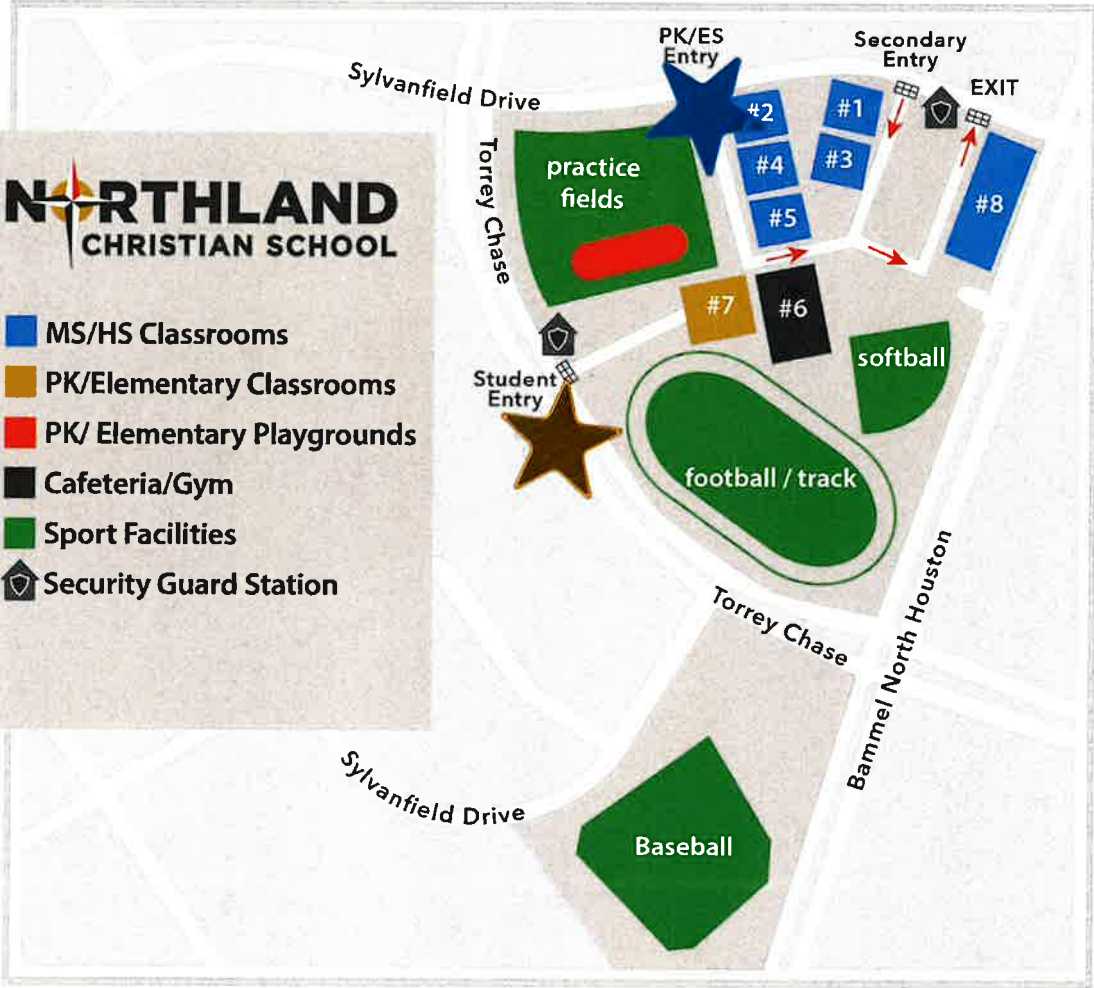 PK/ES
Entry
Secondary
Entry
EXIT
Sylvanfield Drive
#2
#1
Torrey Chase
practice
fields
#4
#3
#5
#8
NORTHLAND
CHRISTIAN SCHOOL
#7
#6
MS/HS Classrooms
PK/Elementary Classrooms
PK/ Elementary Playgrounds
Cafeteria/Gym
Sport Facilities
Security Guard Station
softball
Student
Entry
football / track
Torrey Chase
Bammel North Houston
Sylvanfield Drive
Baseball